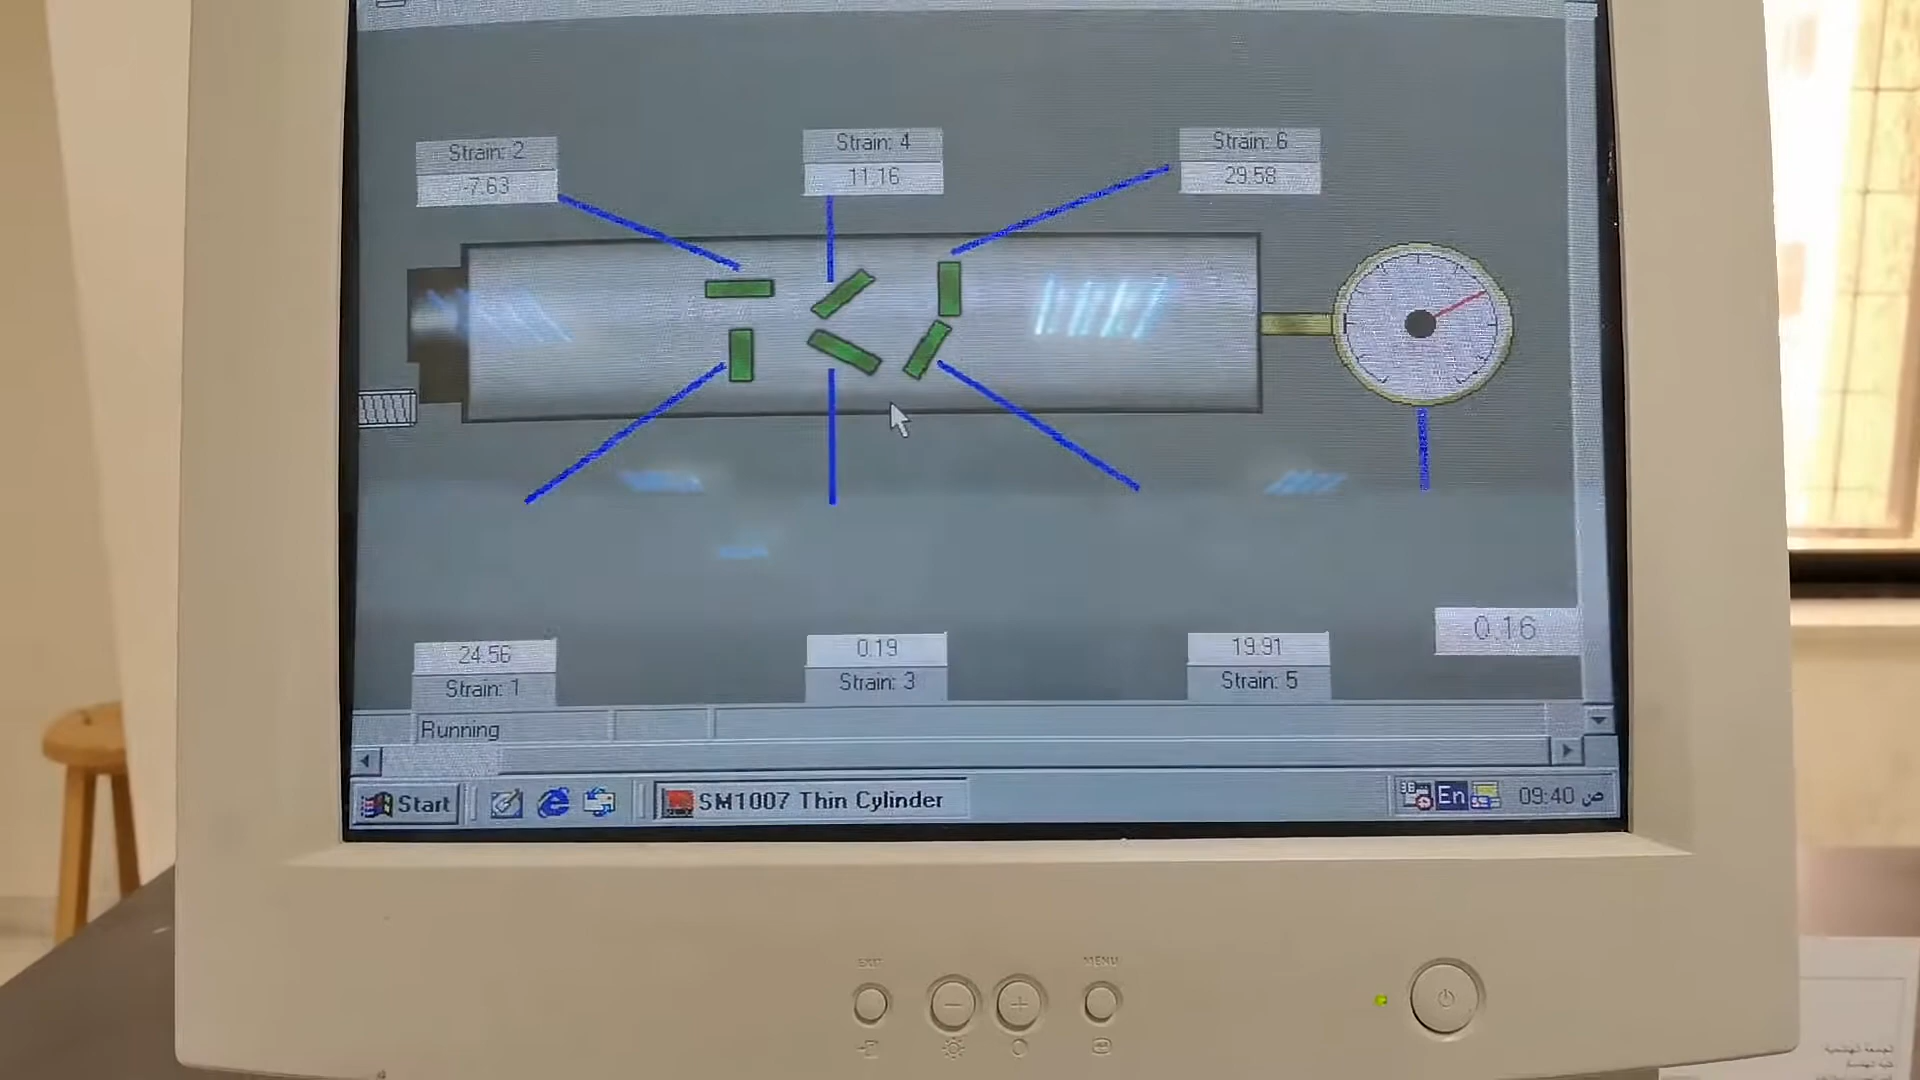 Strain: 2
-7.63
Strain: 4
11.16
Strain: 6
29.58
24.56
Strain: 1
0.19
Strain: 3
19.91
Strain: 5
0.16
Running
Start
SM1007 Thin Cylinder
En
09:40 ص
EXIT
MENU